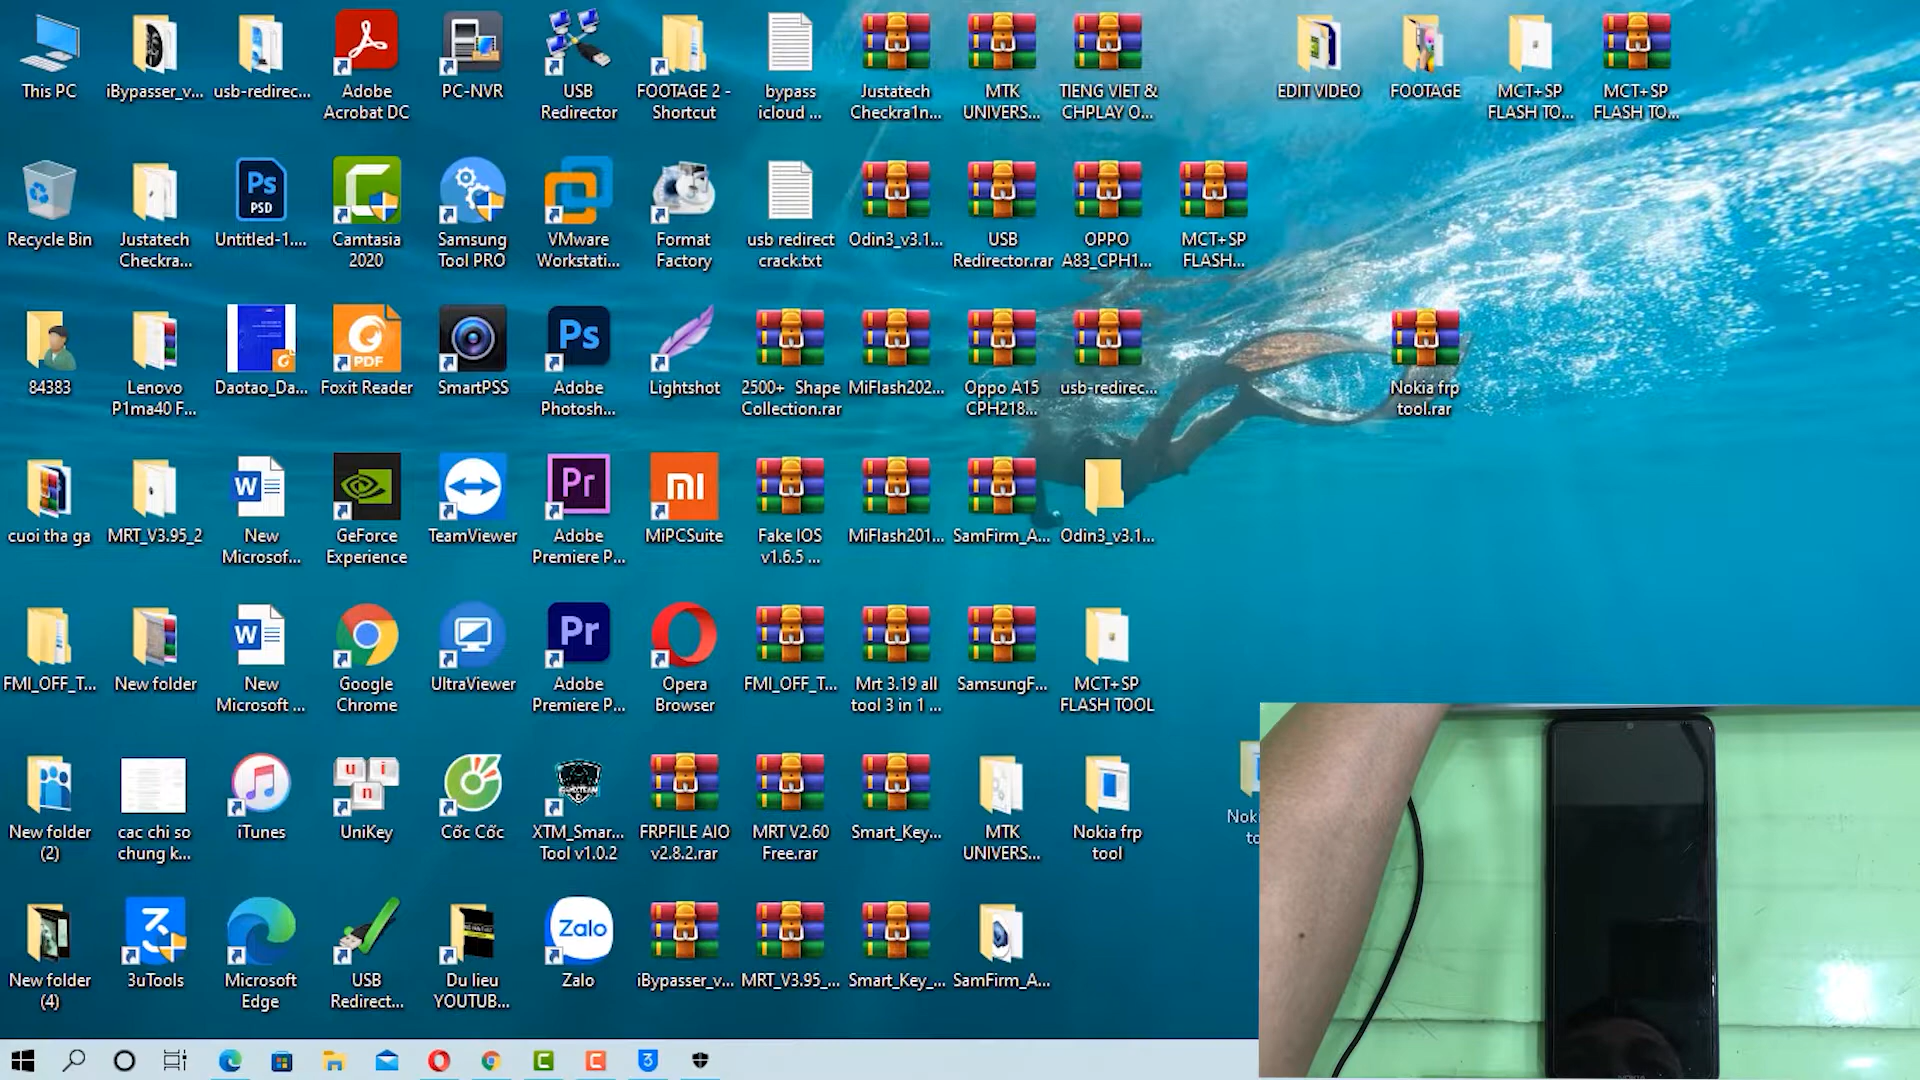 This PC
iBypasser_v...
usb-redirec...
Adobe
Acrobat DC
PC-NVR
USB
Redirector
FOOTAGE 2 -
Shortcut
bypass
icloud ...
Justatech
Checkra1n...
MTK
UNIVERS...
TIENG VIET &
CHPLAY O...
EDIT VIDEO
FOOTAGE
MCT+SP
FLASH TO...
MCT+SP
FLASH TO...
Recycle Bin
Justatech
Checkra...
Ps
PSD
Untitled-1....
Camtasia
2020
Samsung
Tool PRO
VMware
Workstati...
Format
Factory
usb redirect
crack.txt
Odin3_v3.1...
USB
Redirector.rar
OPPO
A83_CPH1...
MCT+SP
FLASH...
84383
Lenovo
P1ma40 F...
Daotao_Da...
PDF
Foxit Reader
SmartPSS
Ps
Adobe
Photosh...
Lightshot
2500+ Shape
Collection.rar
MiFlash202...
Oppo A15
CPH218...
usb-redirec...
Nokia frp
tool.rar
cuoi tha ga
MRT_V3.95_2
W
New
Microsof...
GeForce
Experience
TeamViewer
Pr
Adobe
Premiere P...
mi
MiPCSuite
Fake IOS
v1.6.5 ...
MiFlash201...
SamFirm_A...
Odin3_v3.1...
FMI_OFF_T...
New folder
W
New
Microsoft ...
Google
Chrome
UltraViewer
Pr
Adobe
Premiere P...
Opera
Browser
FMI_OFF_T...
Mrt 3.19 all
tool 3 in 1 ...
SamsungF...
MCT+SP
FLASH TOOL
New folder
(2)
cac chi so
chung k...
iTunes
u i
n
UniKey
Cốc Cốc
XTM_Smar...
Tool v1.0.2
FRPFILE AIO
v2.8.2.rar
MRT V2.60
Free.rar
Smart_Key...
MTK
UNIVERS...
Nokia frp
tool
New folder
(4)
3uTools
Microsoft
Edge
USB
Redirect...
Du lieu
YOUTUB...
Zalo
Zalo
iBypasser_v...
MRT_V3.95_...
Smart_Key_...
SamFirm_A...